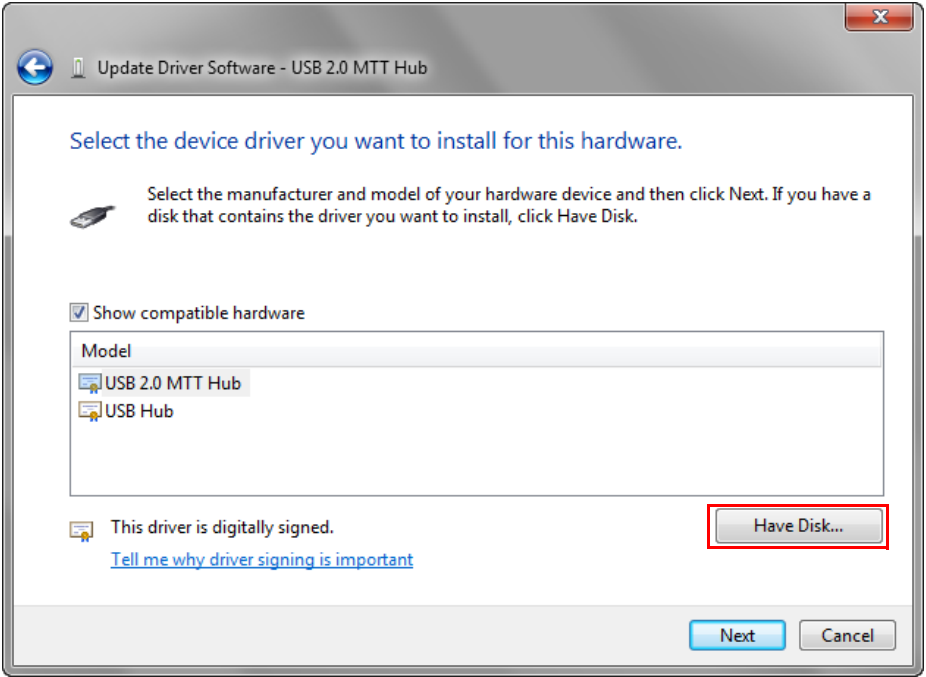 Update Driver Software - USB 2.0 MTT Hub
Select the device driver you want to install for this hardware.
Select the manufacturer and model of your hardware device and then click Next. If you have a
disk that contains the driver you want to install, click Have Disk.
Show compatible hardware
Model
USB 2.0 MTT Hub
USB Hub
This driver is digitally signed.
Have Disk...
Tell me why driver signing is important
Next
Cancel